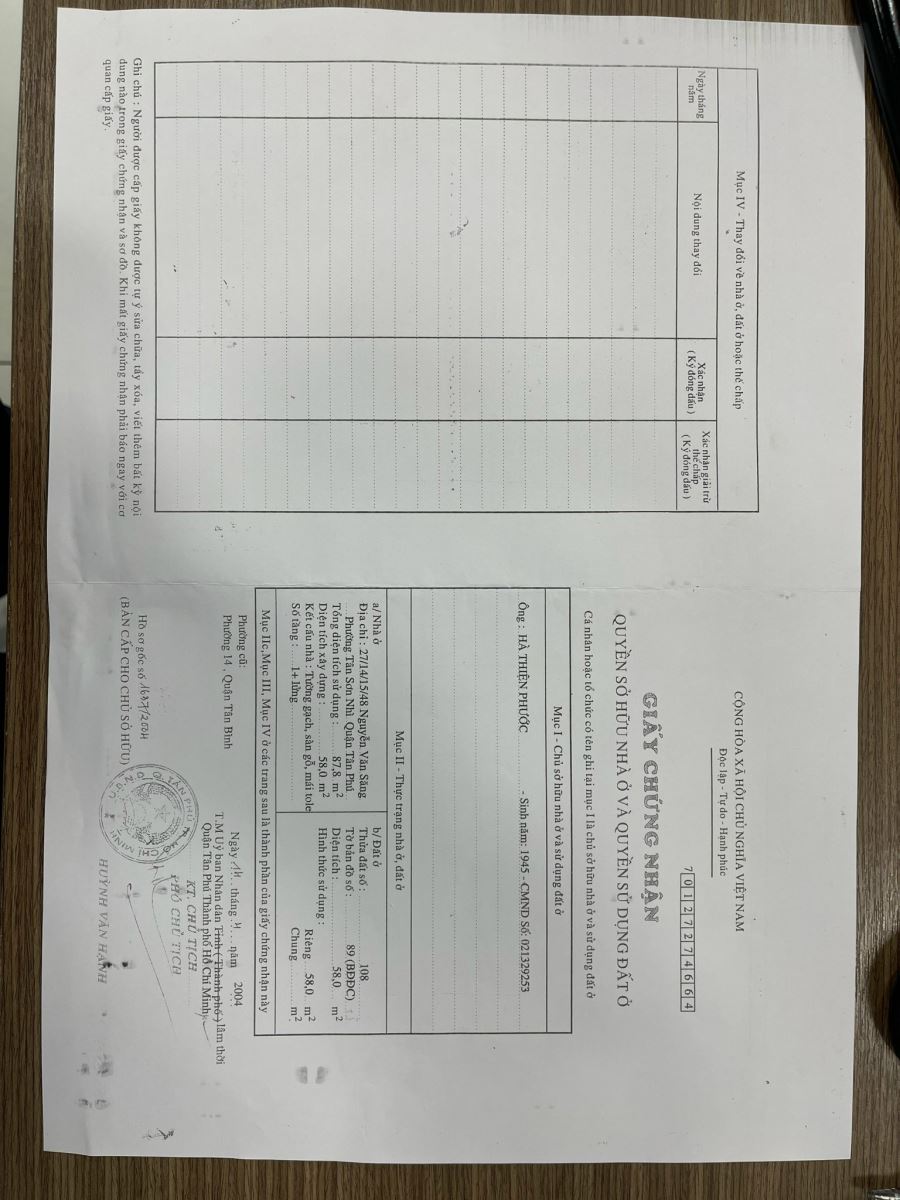 Mục IV - Thay đổi về nhà ở, đất ở hoặc thế chấp
Ngày tháng năm
Nội dung thay đổi
Xác nhận
( Ký đóng dấu )
Xác nhận giải trừ thế chấp
( Ký đóng dấu )
Ghi chú : Người được cấp giấy không được tự ý sửa chữa, tẩy xóa, viết thêm bất kỳ nội
dung nào trong giấy chứng nhận và sơ đồ. Khi mất giấy chứng nhận phải báo ngay với cơ
quan cấp giấy.
CỘNG HÒA XÃ HỘI CHỦ NGHĨA VIỆT NAM
Độc lập - Tự do - Hạnh phúc
7 0 1 2 7 2 7 4 6 6 4
GIẤY CHỨNG NHẬN
QUYỀN SỞ HỮU NHÀ Ở VÀ QUYỀN SỬ DỤNG ĐẤT Ở
Cá nhân hoặc tổ chức có tên ghi tại mục I là chủ sở hữu nhà ở và sử dụng đất ở
Mục I - Chủ sở hữu nhà ở và sử dụng đất ở
Ông : HÀ THIỆN PHƯỚC - Sinh năm: 1945 - CMND Số: 021329253
Mục II - Thực trạng nhà ở, đất ở
a/ Nhà ở
Địa chỉ : 27/14/15/48 Nguyễn Văn Săng
Phường Tân Sơn Nhì Quận Tân Phú
Tổng diện tích sử dụng : 87,8 m2
Diện tích xây dựng : 58,0 m2
Kết cấu nhà : Tường gạch, sàn gỗ, mái tole
Số tầng : 1+ lửng
b/ Đất ở
Thửa đất số : 108
Tờ bản đồ số : 89 (BĐĐC)
Diện tích : 58,0 m2
Hình thức sử dụng :
Riêng 58,0 m2
Chung m2
Mục IIc, Mục III, Mục IV ở các trang sau là thành phần của giấy chứng nhận này
Phường cũ:
Phường 14 , Quận Tân Bình
Ngày tháng năm 2004
T.M Uỷ ban Nhân dân Tỉnh ( Thành phố ) lâm thời
Quận Tân Phú Thành phố Hồ Chí Minh
KT. CHỦ TỊCH
PHÓ CHỦ TỊCH
Hồ sơ gốc số /2004
(BẢN CẤP CHO CHỦ SỞ HỮU)
HUỲNH VĂN HẠNH